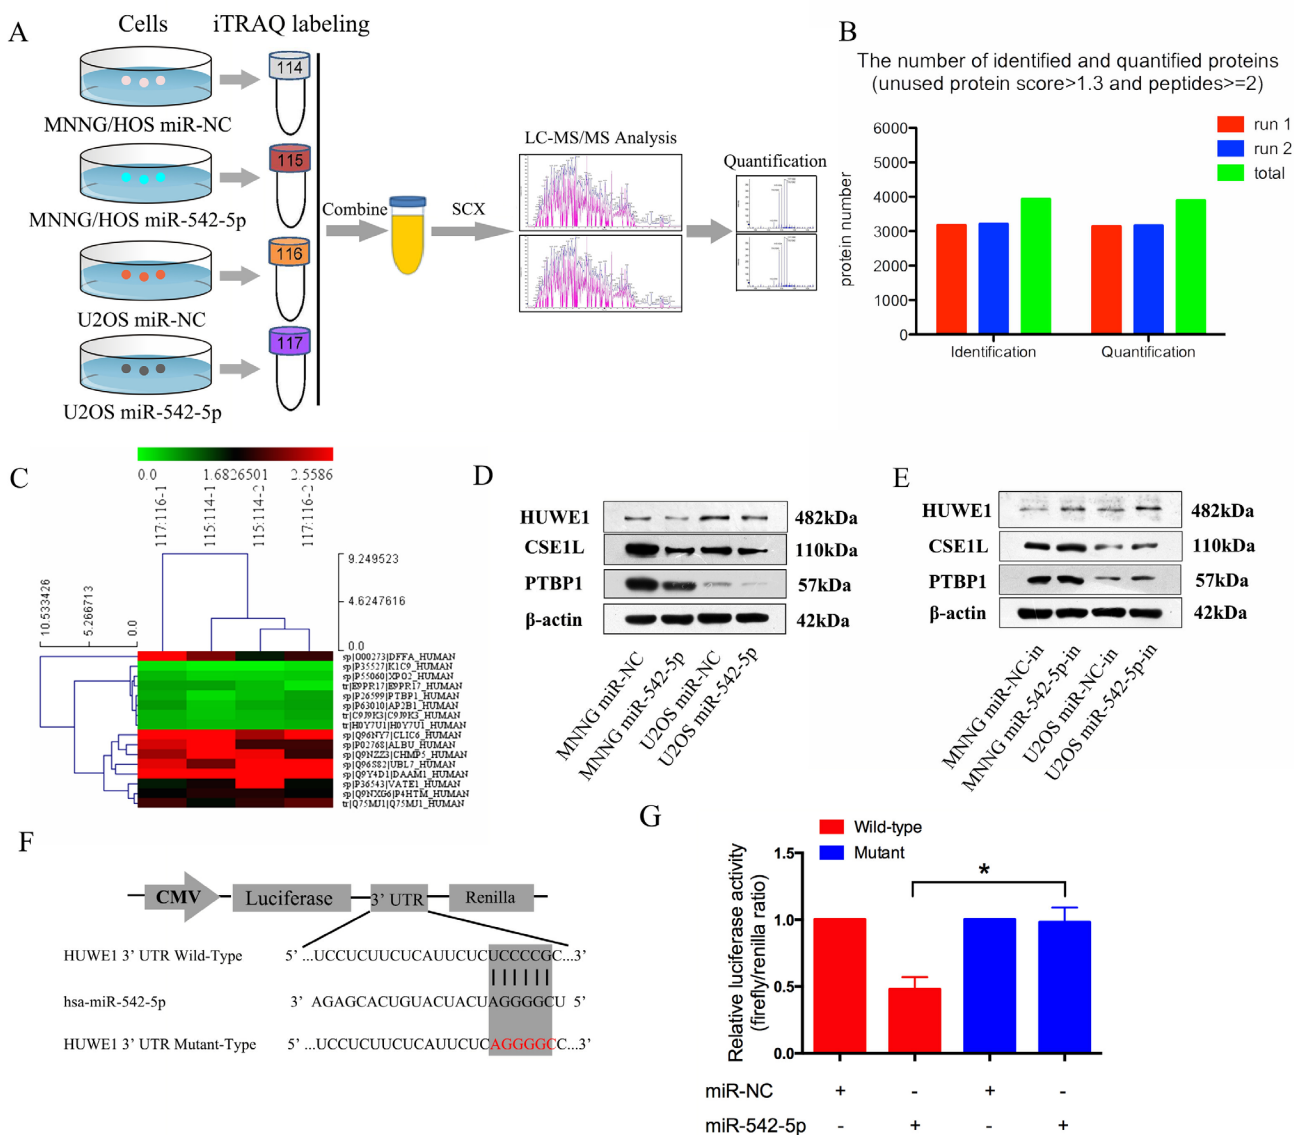 A
Cells
iTRAQ labeling
114
MNNG/HOS miR-NC
115
MNNG/HOS miR-542-5p
116
U2OS miR-NC
117
U2OS miR-542-5p
Combine
SCX
LC-MS/MS Analysis
Quantification
B
The number of identified and quantified proteins
(unused protein score>1.3 and peptides>=2)
run 1
run 2
total
protein number
6000
5000
4000
3000
2000
1000
0
Identification
Quantification
C
0.0 1.6826501 2.5586
117:116-1
115:114-1
115:114-2
117:116-2
9.249523
4.6247616
0.0
10.533426
5.266713
0.0
sp|O00273|DFFA_HUMAN
sp|P35527|K1C9_HUMAN
sp|P55060|XPO2_HUMAN
tr|E9PR17|E9PR17_HUMAN
sp|P26599|PTBP1_HUMAN
sp|P63010|AP2B1_HUMAN
tr|C9J9K3|C9J9K3_HUMAN
tr|H0Y7U1|H0Y7U1_HUMAN
sp|Q96NY7|CLIC6_HUMAN
sp|P02768|ALBU_HUMAN
sp|Q9NZZ3|CHMP5_HUMAN
sp|Q96S82|UBL7_HUMAN
sp|Q9Y4D1|DAAM1_HUMAN
sp|P36543|VATE1_HUMAN
sp|Q9NXG6|P4HTM_HUMAN
tr|Q75MJ1|Q75MJ1_HUMAN
D
HUWE1 482kDa
CSE1L 110kDa
PTBP1 57kDa
β-actin 42kDa
MNNG miR-NC
MNNG miR-542-5p
U2OS miR-NC
U2OS miR-542-5p
E
HUWE1 482kDa
CSE1L 110kDa
PTBP1 57kDa
β-actin 42kDa
MNNG miR-NC-in
MNNG miR-542-5p-in
U2OS miR-NC-in
U2OS miR-542-5p-in
F
CMV
Luciferase
3' UTR
Renilla
HUWE1 3' UTR Wild-Type 5' ...UCCUCUUCUCAUUCUCUCCCCGC...3'
hsa-miR-542-5p 3' AGAGCACUGUACUACUAGGGGCU 5'
HUWE1 3' UTR Mutant-Type 5' ...UCCUCUUCUCAUUCUCAGGGGCC...3'
G
Wild-type
Mutant
Relative luciferase activity
(firefly/renilla ratio)
1.5
1.0
0.5
0.0
*
miR-NC + - + -
miR-542-5p - + - +